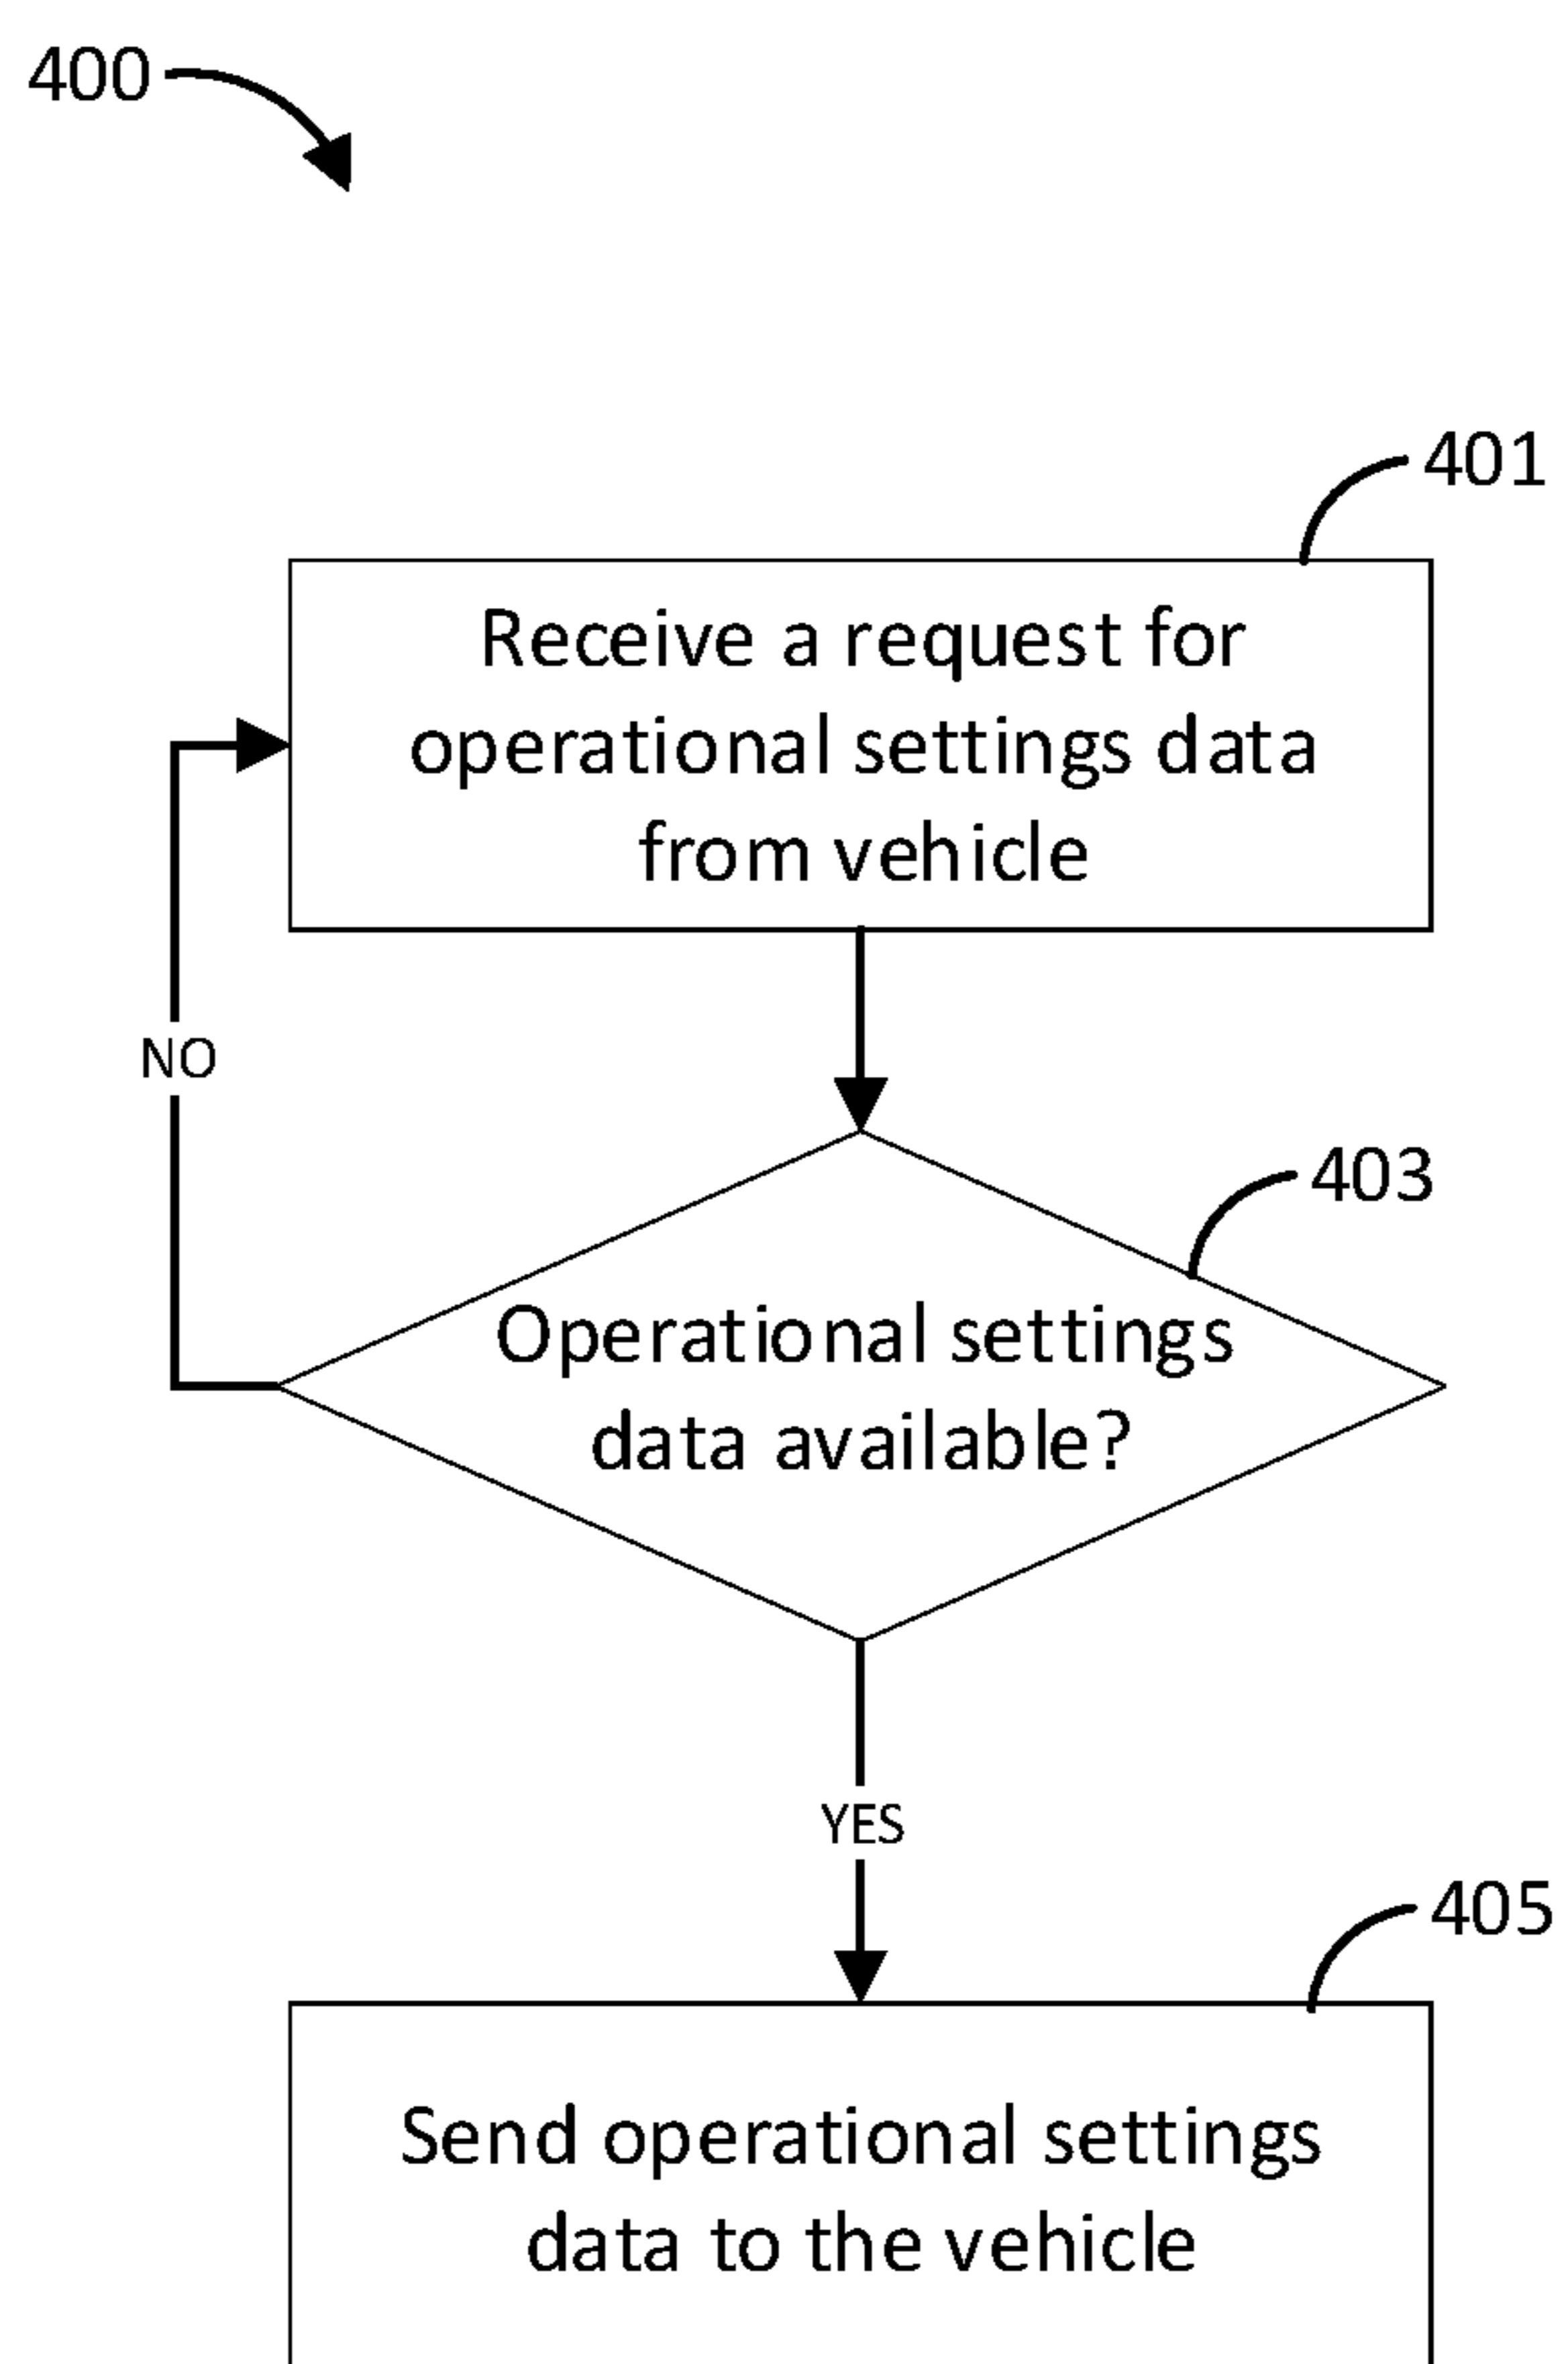 400
401
Receive a request for
operational settings data
from vehicle
NO
403
Operational settings
data available?
YES
405
Send operational settings
data to the vehicle